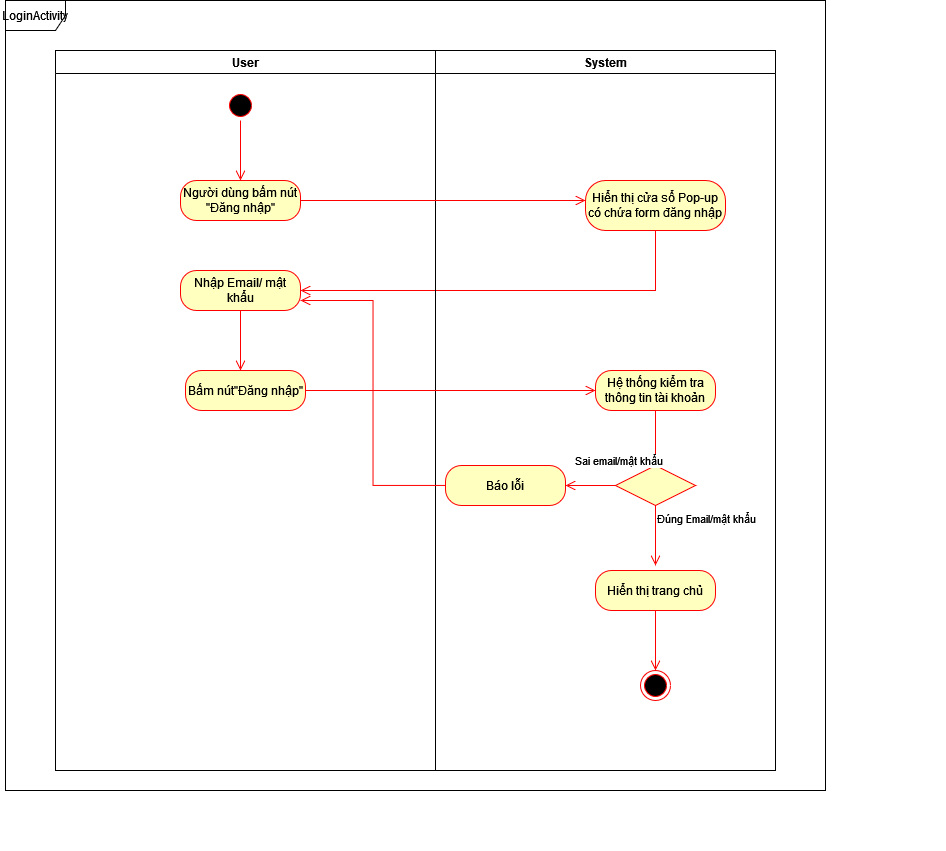 LoginActivity
User
System
Người dùng bấm nút
"Đăng nhập"
Hiển thị cửa sổ Pop-up
có chứa form đăng nhập
Nhập Email/ mật
khẩu
Bấm nút"Đăng nhập"
Hệ thống kiểm tra
thông tin tài khoản
Sai email/mật khẩu
Báo lỗi
Đúng Email/mật khẩu
Hiển thị trang chủ